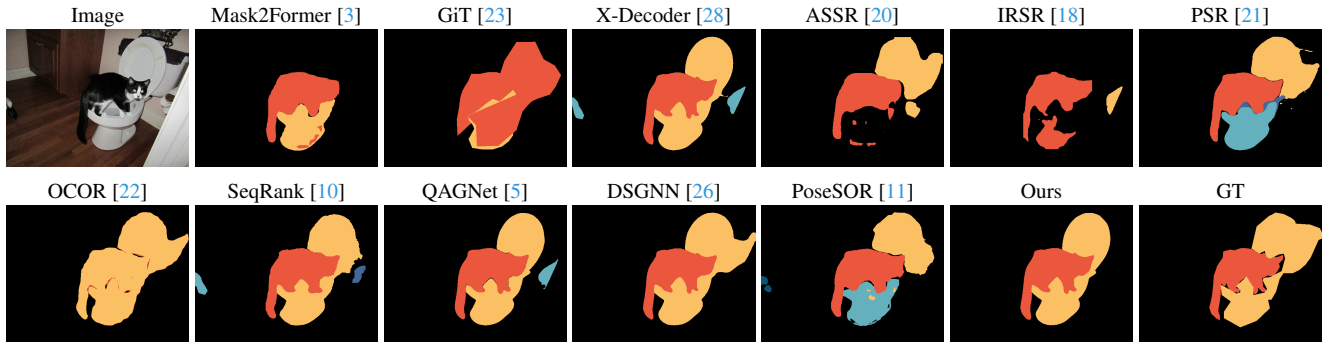 Image Mask2Former [3] GiT [23] X-Decoder [28] ASSR [20] IRSR [18] PSR [21]
OCOR [22] SeqRank [10] QAGNet [5] DSGNN [26] PoseSOR [11] Ours GT